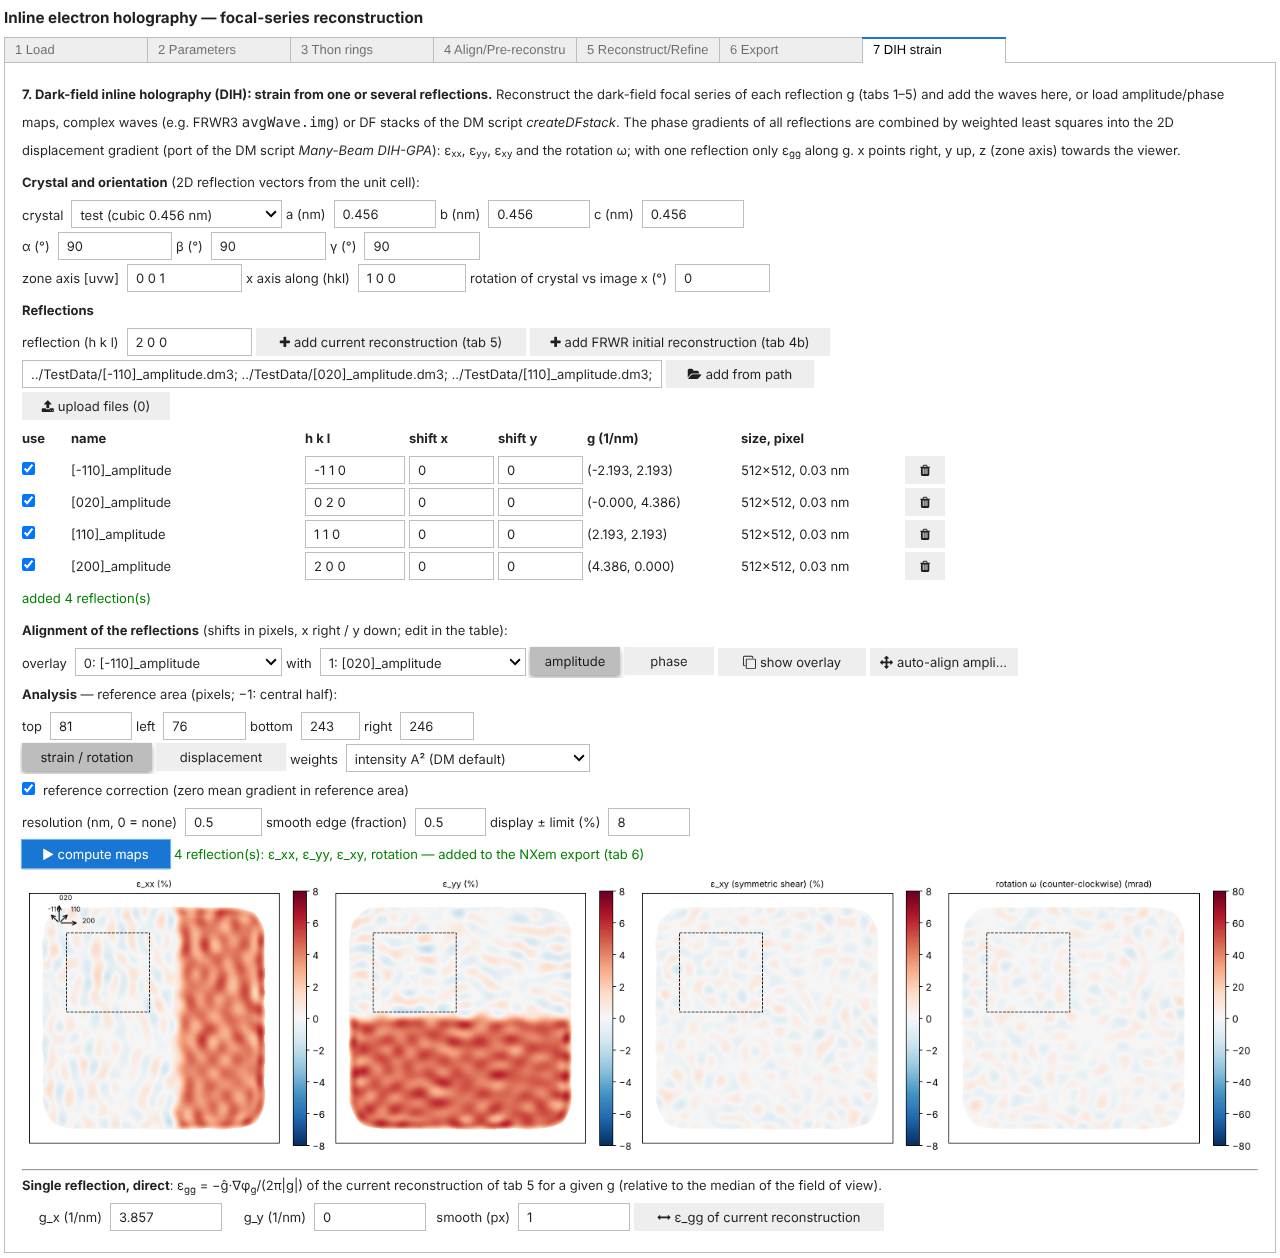 Inline electron holography — focal-series reconstruction
1 Load 2 Parameters 3 Thon rings 4 Align/Pre-reconstru 5 Reconstruct/Refine 6 Export 7 DIH strain
7. Dark-field inline holography (DIH): strain from one or several reflections. Reconstruct the dark-field focal series of each reflection g (tabs 1–5) and add the waves here, or load amplitude/phase
maps, complex waves (e.g. FRWR3 avgWave.img) or DF stacks of the DM script createDFstack. The phase gradients of all reflections are combined by weighted least squares into the 2D
displacement gradient (port of the DM script Many-Beam DIH-GPA): εxx, εyy, εxy and the rotation ω; with one reflection only εgg along g. x points right, y up, z (zone axis) towards the viewer.
Crystal and orientation (2D reflection vectors from the unit cell):
crystal test (cubic 0.456 nm) a (nm) 0.456 b (nm) 0.456 c (nm) 0.456
α (°) 90 β (°) 90 γ (°) 90
zone axis [uvw] 0 0 1 x axis along (hkl) 1 0 0 rotation of crystal vs image x (°) 0
Reflections
reflection (h k l) 2 0 0 add current reconstruction (tab 5) add FRWR initial reconstruction (tab 4b)
../TestData/[-110]_amplitude.dm3; ../TestData/[020]_amplitude.dm3; ../TestData/[110]_amplitude.dm3; add from path
upload files (0)
use name h k l shift x shift y g (1/nm) size, pixel
[-110]_amplitude -1 1 0 0 0 (-2.193, 2.193) 512×512, 0.03 nm
[020]_amplitude 0 2 0 0 0 (-0.000, 4.386) 512×512, 0.03 nm
[110]_amplitude 1 1 0 0 0 (2.193, 2.193) 512×512, 0.03 nm
[200]_amplitude 2 0 0 0 0 (4.386, 0.000) 512×512, 0.03 nm
added 4 reflection(s)
Alignment of the reflections (shifts in pixels, x right / y down; edit in the table):
overlay 0: [-110]_amplitude with 1: [020]_amplitude amplitude phase show overlay auto-align ampli...
Analysis — reference area (pixels; −1: central half):
top 81 left 76 bottom 243 right 246
strain / rotation displacement weights intensity A² (DM default)
reference correction (zero mean gradient in reference area)
resolution (nm, 0 = none) 0.5 smooth edge (fraction) 0.5 display ± limit (%) 8
compute maps 4 reflection(s): ε_xx, ε_yy, ε_xy, rotation — added to the NXem export (tab 6)
ε_xx (%) ε_yy (%) ε_xy (symmetric shear) (%) rotation ω (counter-clockwise) (mrad)
020
-110 110
200
8 8 8 80
6 6 6 60
4 4 4 40
2 2 2 20
0 0 0 0
−2 −2 −2 −20
−4 −4 −4 −40
−6 −6 −6 −60
−8 −8 −8 −80
Single reflection, direct: εgg = −ĝ·∇φg/(2π|g|) of the current reconstruction of tab 5 for a given g (relative to the median of the field of view).
g_x (1/nm) 3.857 g_y (1/nm) 0 smooth (px) 1 ε_gg of current reconstruction